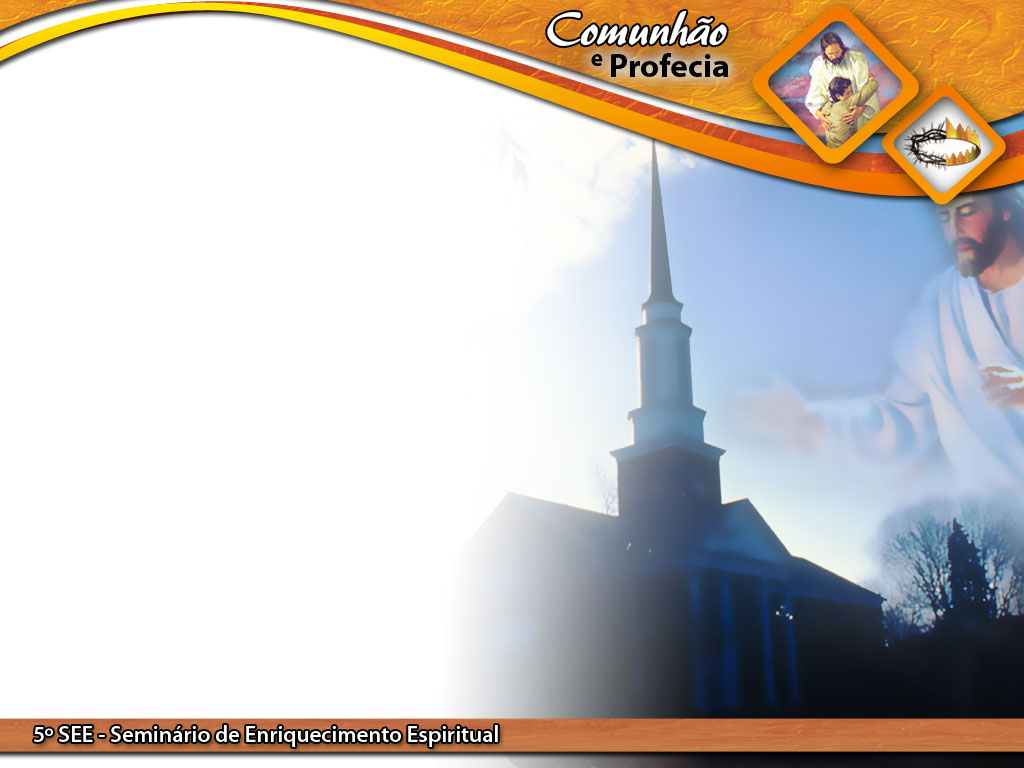 Comunhão
e Profecia
5º SEE - Seminário de Enriquecimento Espiritual